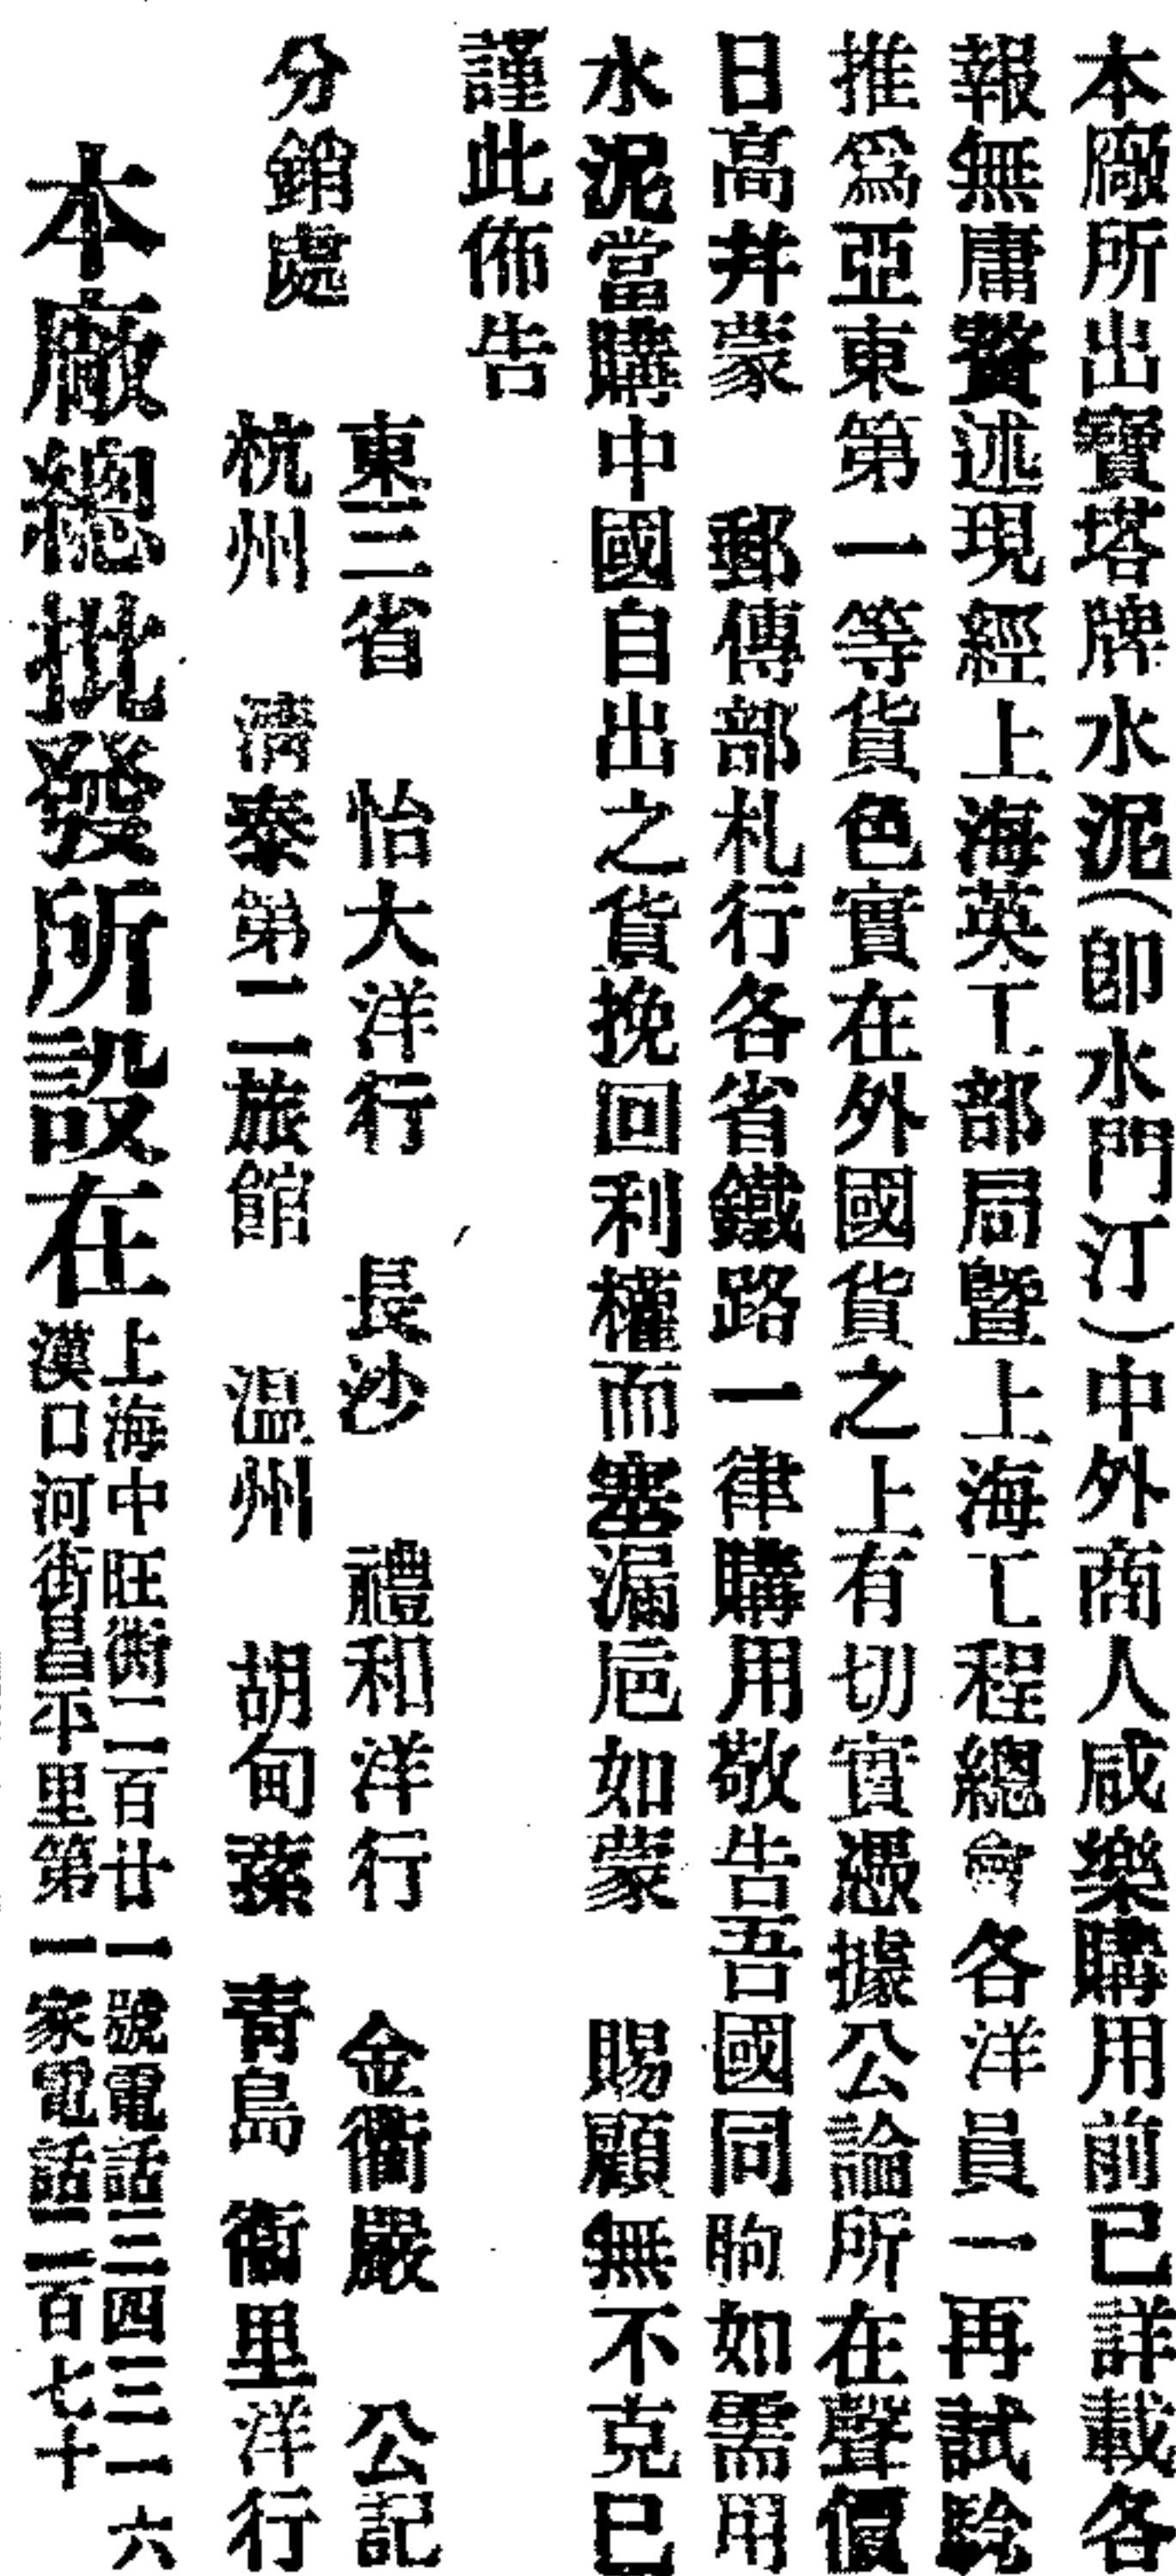 本廠所出寶塔牌水泥(卽水門汀)中外商人咸樂購用前已詳載各
報無庸贅述現經上海英工部局暨上海工程總會各洋員一再試騐
推爲亞東第一等貨色實在外國貨之上有切實憑據公論所在聲價
日高幷蒙　郵傳部札行各省鐵路一律購用敬告吾國同胞如需用
水泥當購中國自出之貨挽回利權而塞漏巵如蒙　賜顧無不克已
謹此佈告
分銷處
東三省　怡大洋行　長沙　禮和洋行　金衢嚴　公記
杭州　清泰第二旅館　温州　胡甸蓀　青島　衞里洋行
本廠總批發所設在
上海中旺街二百廿一號電話三四三一六
漢口河街昌平里第一家電話二百七十